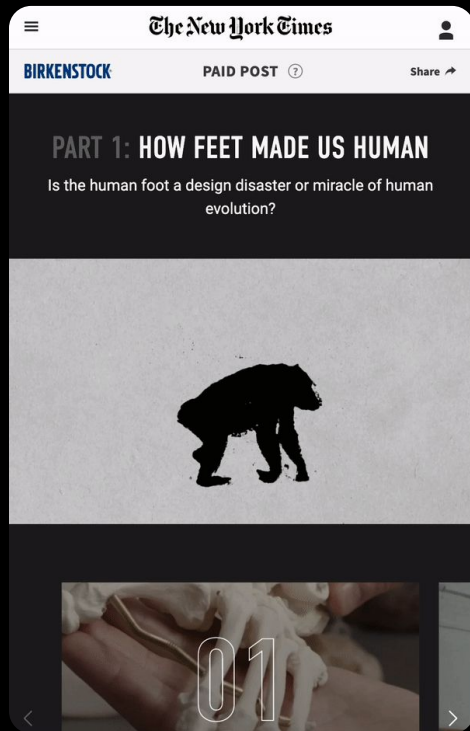 The New York Times
BIRKENSTOCK
PAID POST ?
Share
PART 1: HOW FEET MADE US HUMAN
Is the human foot a design disaster or miracle of human
evolution?
01